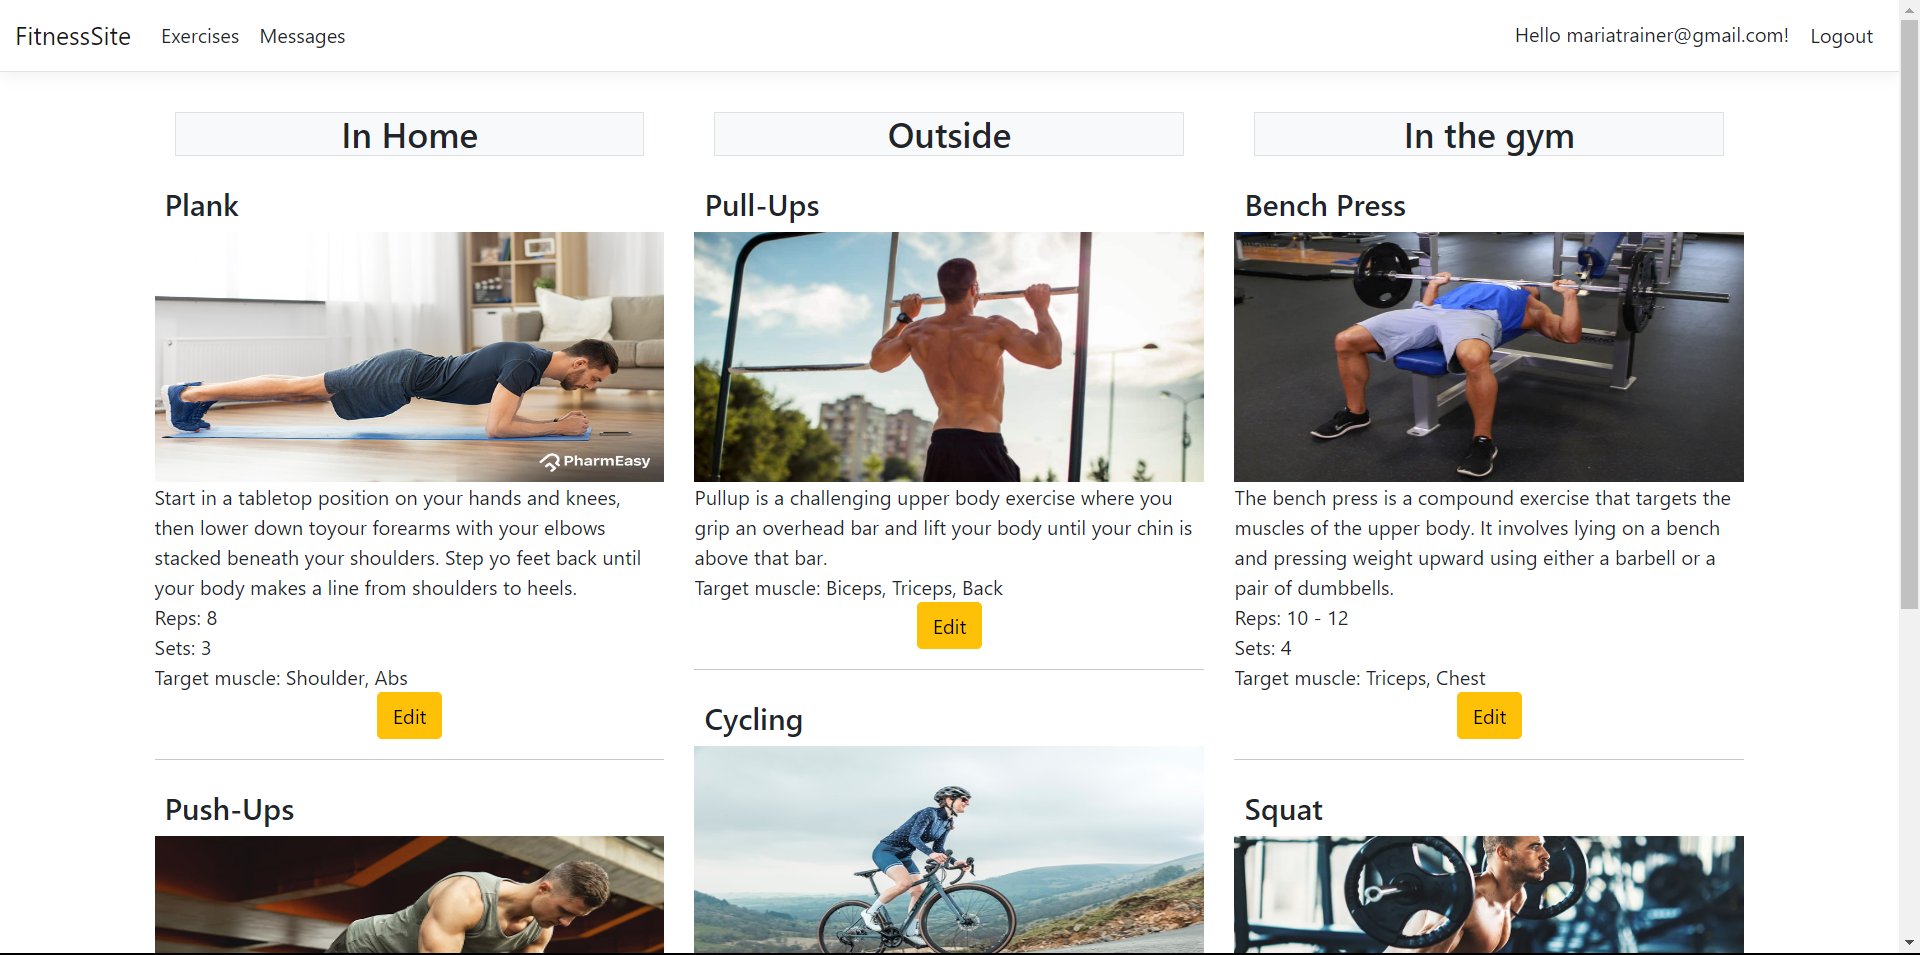 FitnessSite Exercises Messages Hello mariatrainer@gmail.com! Logout
In Home
Plank
PharmEasy
Start in a tabletop position on your hands and knees,
then lower down toyour forearms with your elbows
stacked beneath your shoulders. Step yo feet back until
your body makes a line from shoulders to heels.
Reps: 8
Sets: 3
Target muscle: Shoulder, Abs
Edit
Push-Ups
Outside
Pull-Ups
Pullup is a challenging upper body exercise where you
grip an overhead bar and lift your body until your chin is
above that bar.
Target muscle: Biceps, Triceps, Back
Edit
Cycling
In the gym
Bench Press
The bench press is a compound exercise that targets the
muscles of the upper body. It involves lying on a bench
and pressing weight upward using either a barbell or a
pair of dumbbells.
Reps: 10 - 12
Sets: 4
Target muscle: Triceps, Chest
Edit
Squat